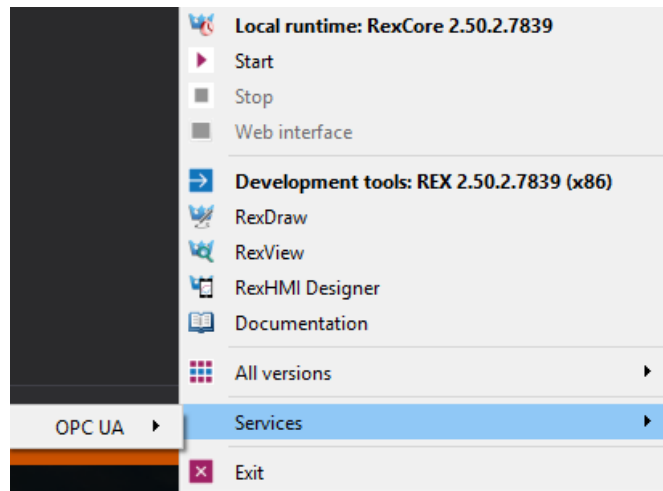 Local runtime: RexCore 2.50.2.7839
Start
Stop
Web interface
Development tools: REX 2.50.2.7839 (x86)
RexDraw
RexView
RexHMI Designer
Documentation
All versions
OPC UA
Services
Exit